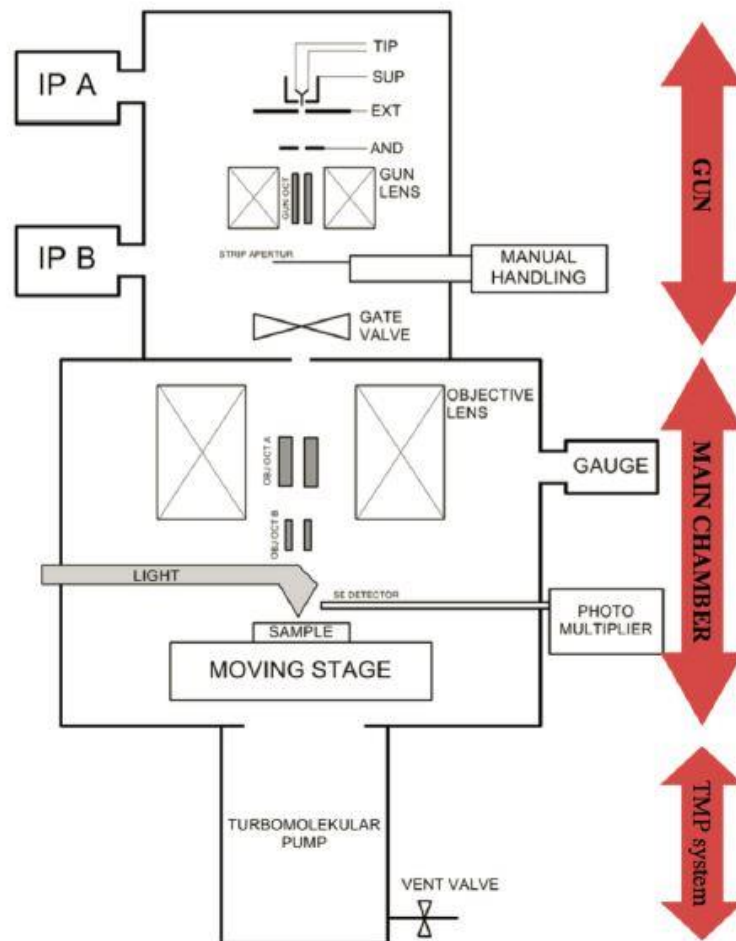 TIP
IP A
SUP
EXT
AND
GUN
LENS
GUN OCT
GUN
IP B
STRIP APERTUR
MANUAL
HANDLING
GATE
VALVE
OBJECTIVE
LENS
OBJ OCT A
GAUGE
MAIN CHAMBER
OBJ OCT B
LIGHT
SE DETECTOR
PHOTO
MULTIPLIER
SAMPLE
MOVING STAGE
TURBOMOLEKULAR
PUMP
TMP system
VENT VALVE